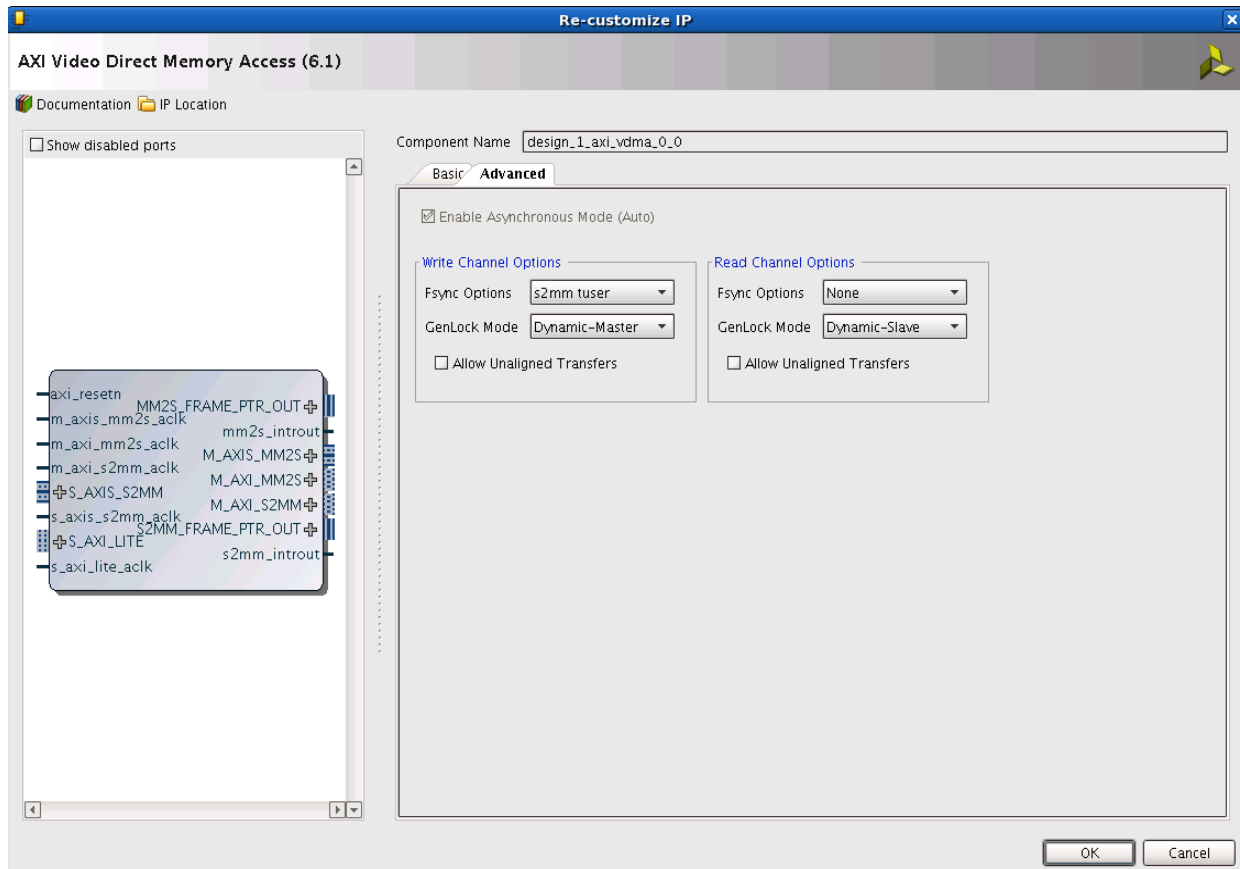 Re-customize IP
AXI Video Direct Memory Access (6.1)
Documentation IP Location
Show disabled ports
axi_resetn
MM2S_FRAME_PTR_OUT
m_axis_mm2s_aclk
mm2s_introut
m_axi_mm2s_aclk
M_AXIS_MM2S
m_axi_s2mm_aclk
M_AXI_MM2S
S_AXIS_S2MM
M_AXI_S2MM
s_axis_s2mm_aclk
S2MM_FRAME_PTR_OUT
S_AXI_LITE
s2mm_introut
s_axi_lite_aclk
Component Name design_1_axi_vdma_0_0
Basic Advanced
Enable Asynchronous Mode (Auto)
Write Channel Options
Fsync Options s2mm tuser
GenLock Mode Dynamic-Master
Allow Unaligned Transfers
Read Channel Options
Fsync Options None
GenLock Mode Dynamic-Slave
Allow Unaligned Transfers
OK Cancel